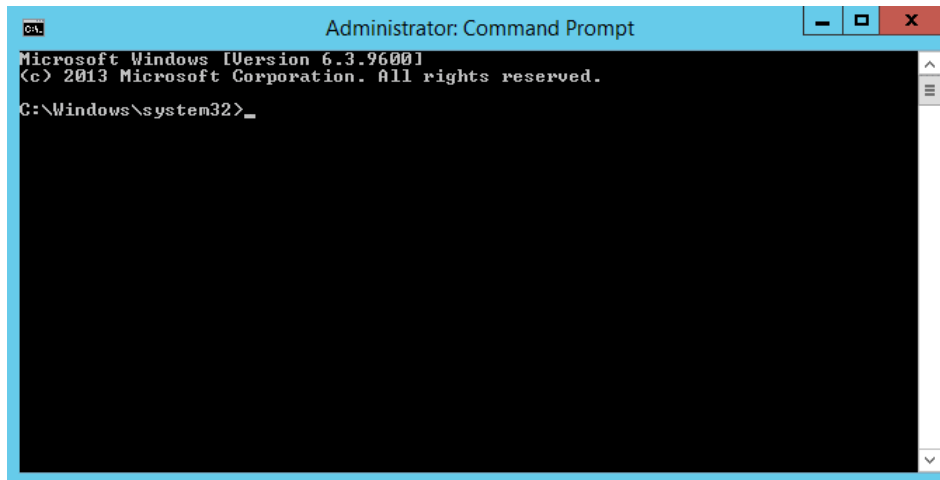 Administrator: Command Prompt
Microsoft Windows [Version 6.3.9600]
(c) 2013 Microsoft Corporation. All rights reserved.
C:\Windows\system32>_